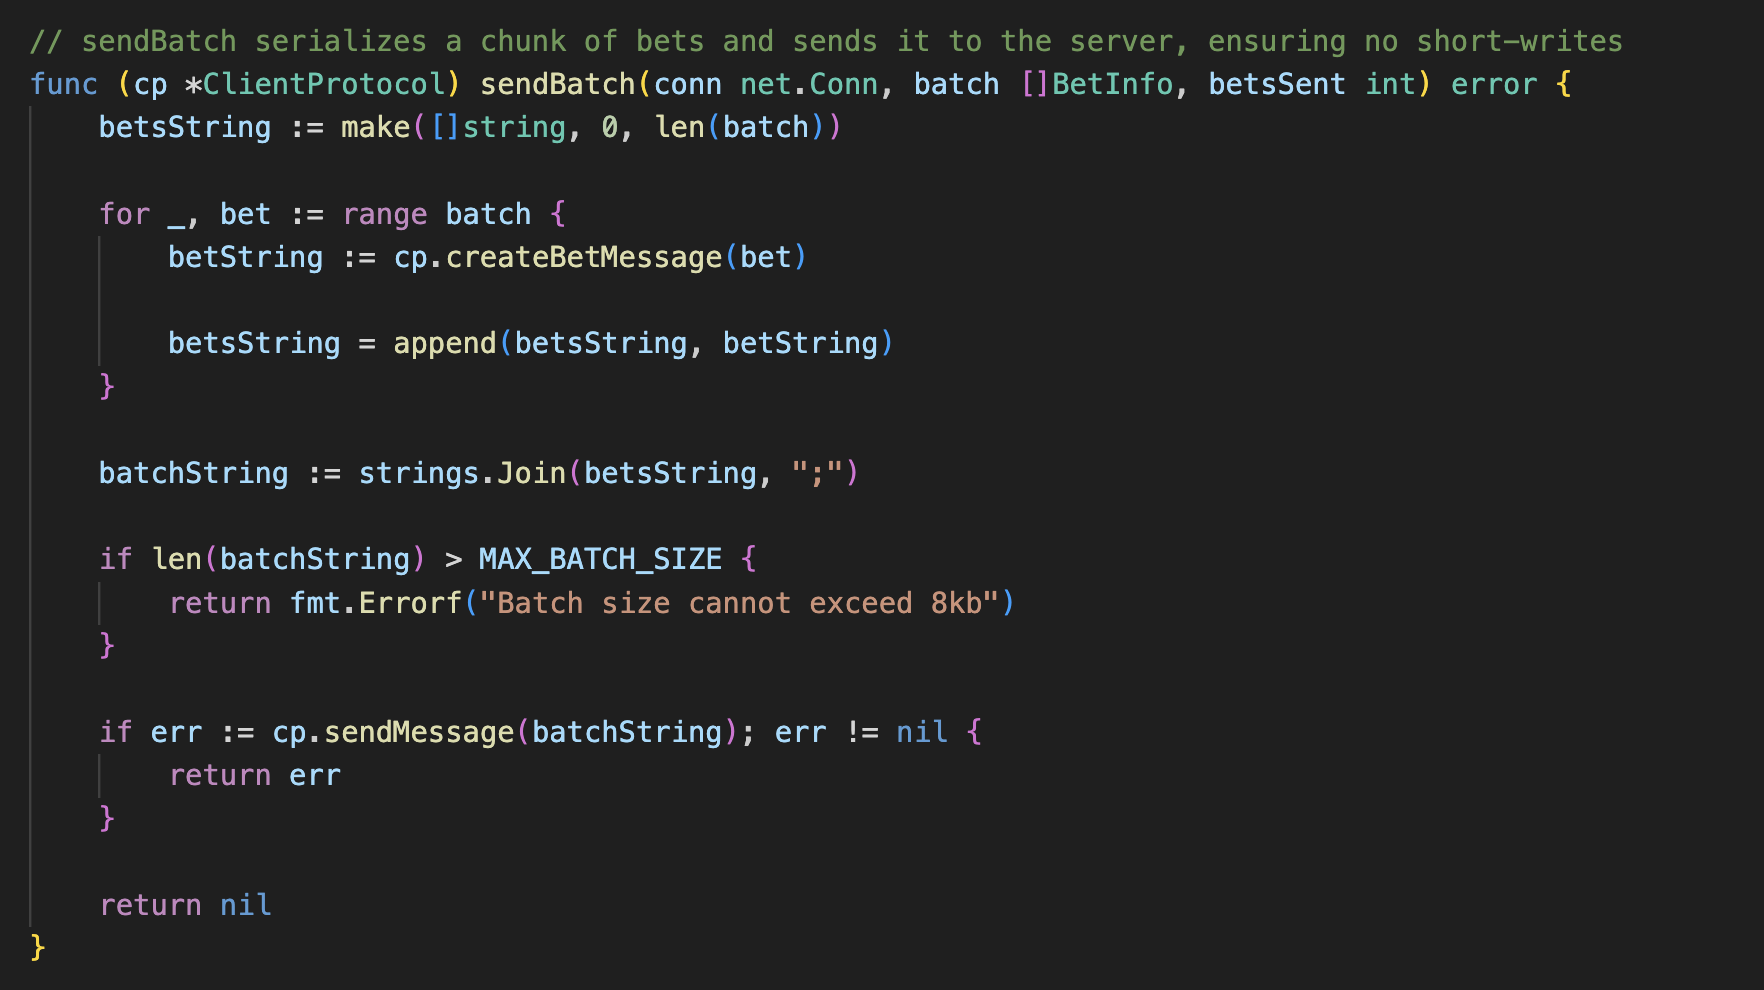 // sendBatch serializes a chunk of bets and sends it to the server, ensuring no short-writes
func (cp *ClientProtocol) sendBatch(conn net.Conn, batch []BetInfo, betsSent int) error {
    betsString := make([]string, 0, len(batch))

    for _, bet := range batch {
        betString := cp.createBetMessage(bet)

        betsString = append(betsString, betString)
    }

    batchString := strings.Join(betsString, ";")

    if len(batchString) > MAX_BATCH_SIZE {
        return fmt.Errorf("Batch size cannot exceed 8kb")
    }

    if err := cp.sendMessage(batchString); err != nil {
        return err
    }

    return nil
}